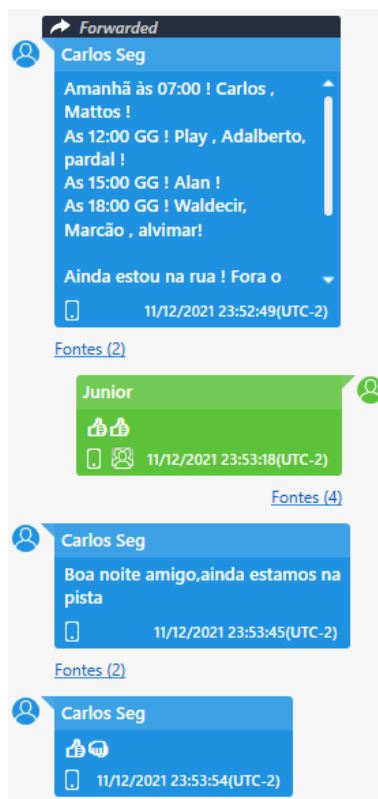 Forwarded
Carlos Seg
Amanhã às 07:00 ! Carlos ,
Mattos !
As 12:00 GG ! Play , Adalberto,
pardal !
As 15:00 GG ! Alan !
As 18:00 GG ! Waldecir,
Marcão , alvimar!
Ainda estou na rua ! Fora o
11/12/2021 23:52:49(UTC-2)
Fontes (2)
Junior
👍👍
11/12/2021 23:53:18(UTC-2)
Fontes (4)
Carlos Seg
Boa noite amigo,ainda estamos na
pista
11/12/2021 23:53:45(UTC-2)
Fontes (2)
Carlos Seg
👍👊
11/12/2021 23:53:54(UTC-2)